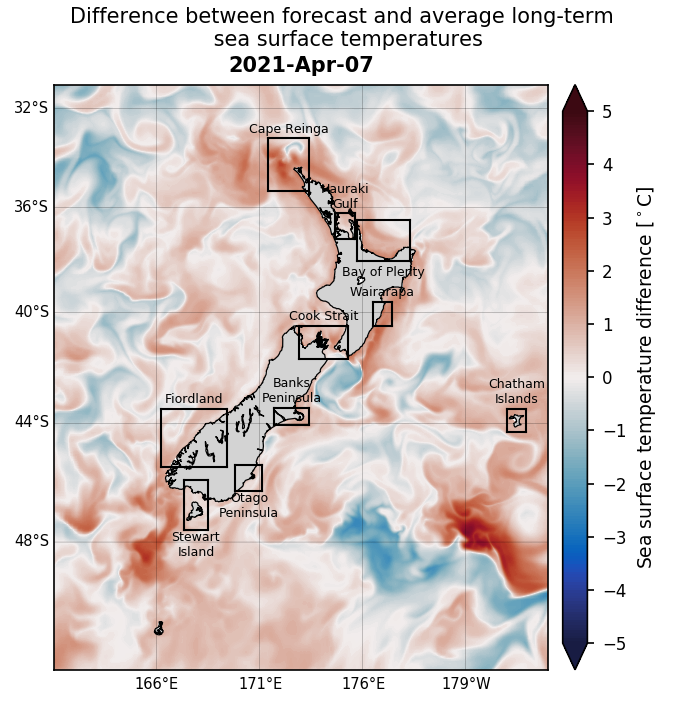 Difference between forecast and average long-term
sea surface temperatures
2021-Apr-07
32°S
36°S
40°S
44°S
48°S
166°E
171°E
176°E
179°W
Cape Reinga
Hauraki
Gulf
Bay of Plenty
Wairarapa
Cook Strait
Banks
Peninsula
Fiordland
Chatham
Islands
Otago
Peninsula
Stewart
Island
5
4
3
2
1
0
−1
−2
−3
−4
−5
Sea surface temperature difference [°C]